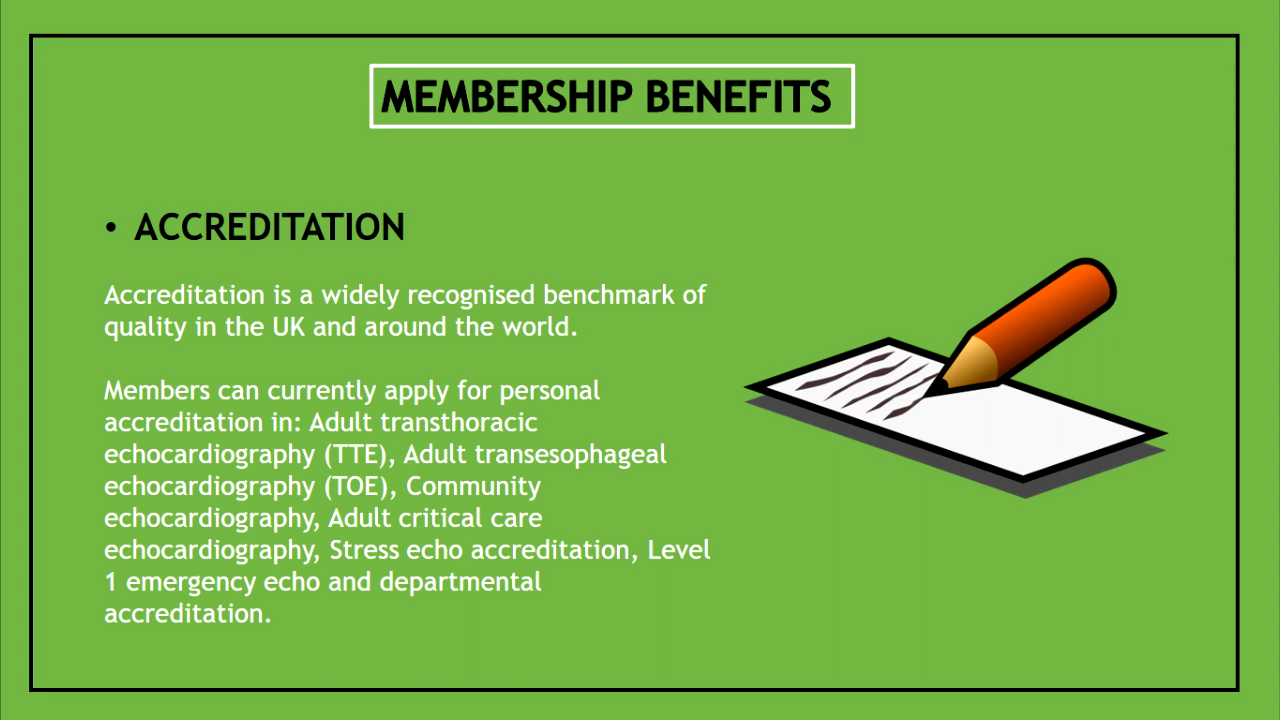 MEMBERSHIP BENEFITS
• ACCREDITATION
Accreditation is a widely recognised benchmark of
quality in the UK and around the world.
Members can currently apply for personal
accreditation in: Adult transthoracic
echocardiography (TTE), Adult transesophageal
echocardiography (TOE), Community
echocardiography, Adult critical care
echocardiography, Stress echo accreditation, Level
1 emergency echo and departmental
accreditation.